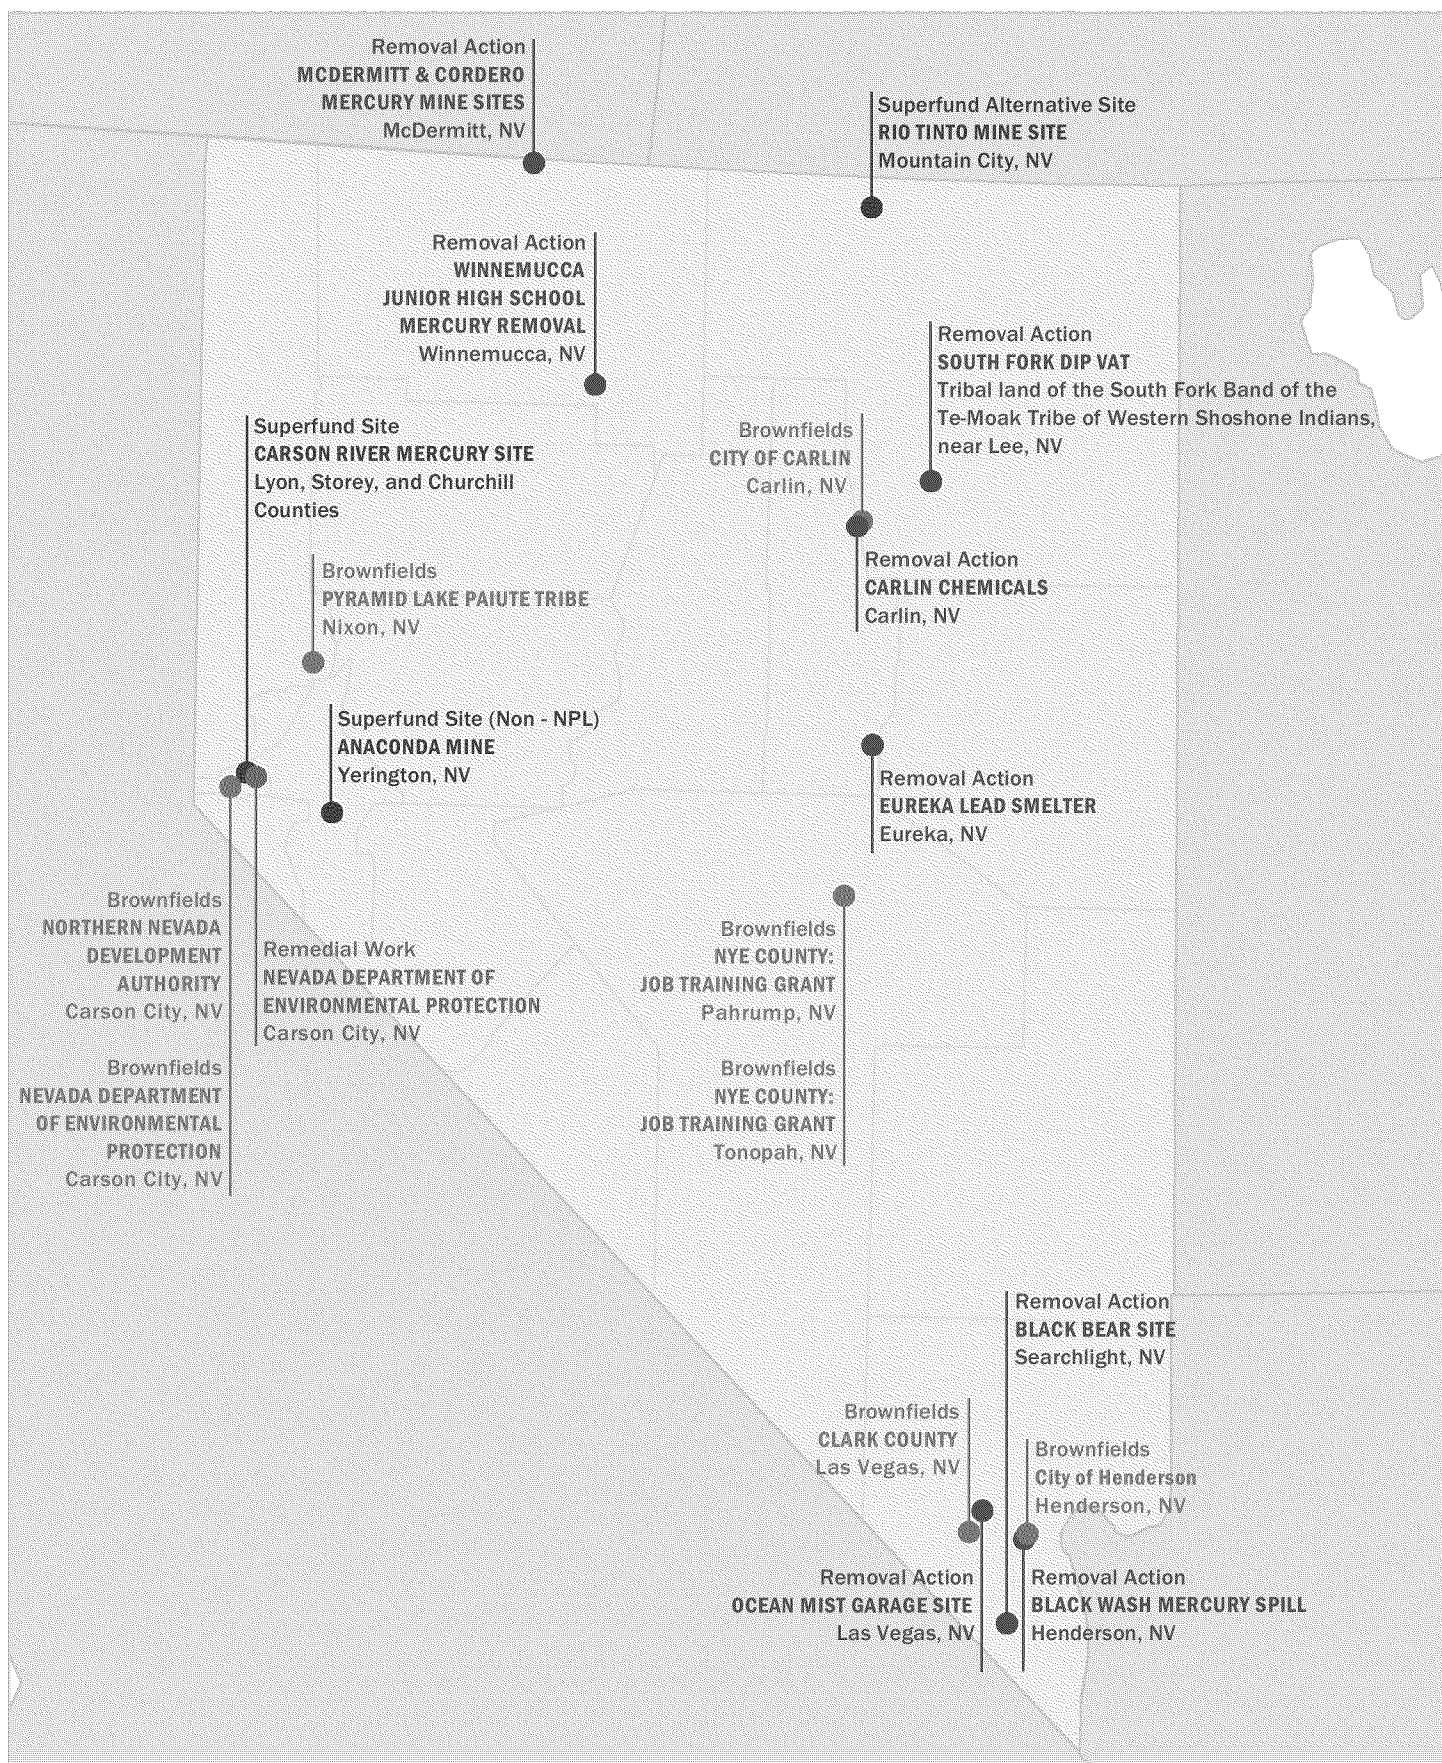 Removal Action
MCDERMITT & CORDERO
MERCURY MINE SITES
McDermitt, NV
Superfund Alternative Site
RIO TINTO MINE SITE
Mountain City, NV
Removal Action
WINNEMUCCA
JUNIOR HIGH SCHOOL
MERCURY REMOVAL
Winnemucca, NV
Removal Action
SOUTH FORK DIP VAT
Tribal land of the South Fork Band of the
Te-Moak Tribe of Western Shoshone Indians,
near Lee, NV
Superfund Site
CARSON RIVER MERCURY SITE
Lyon, Storey, and Churchill
Counties
Brownfields
CITY OF CARLIN
Carlin, NV
Removal Action
CARLIN CHEMICALS
Carlin, NV
Brownfields
PYRAMID LAKE PAIUTE TRIBE
Nixon, NV
Superfund Site (Non - NPL)
ANACONDA MINE
Yerington, NV
Removal Action
EUREKA LEAD SMELTER
Eureka, NV
Brownfields
NORTHERN NEVADA
DEVELOPMENT
AUTHORITY
Carson City, NV
Remedial Work
NEVADA DEPARTMENT OF
ENVIRONMENTAL PROTECTION
Carson City, NV
Brownfields
NYE COUNTY:
JOB TRAINING GRANT
Pahrump, NV
Brownfields
NEVADA DEPARTMENT
OF ENVIRONMENTAL
PROTECTION
Carson City, NV
Brownfields
NYE COUNTY:
JOB TRAINING GRANT
Tonopah, NV
Removal Action
BLACK BEAR SITE
Searchlight, NV
Brownfields
CLARK COUNTY
Las Vegas, NV
Brownfields
City of Henderson
Henderson, NV
Removal Action
OCEAN MIST GARAGE SITE
Las Vegas, NV
Removal Action
BLACK WASH MERCURY SPILL
Henderson, NV